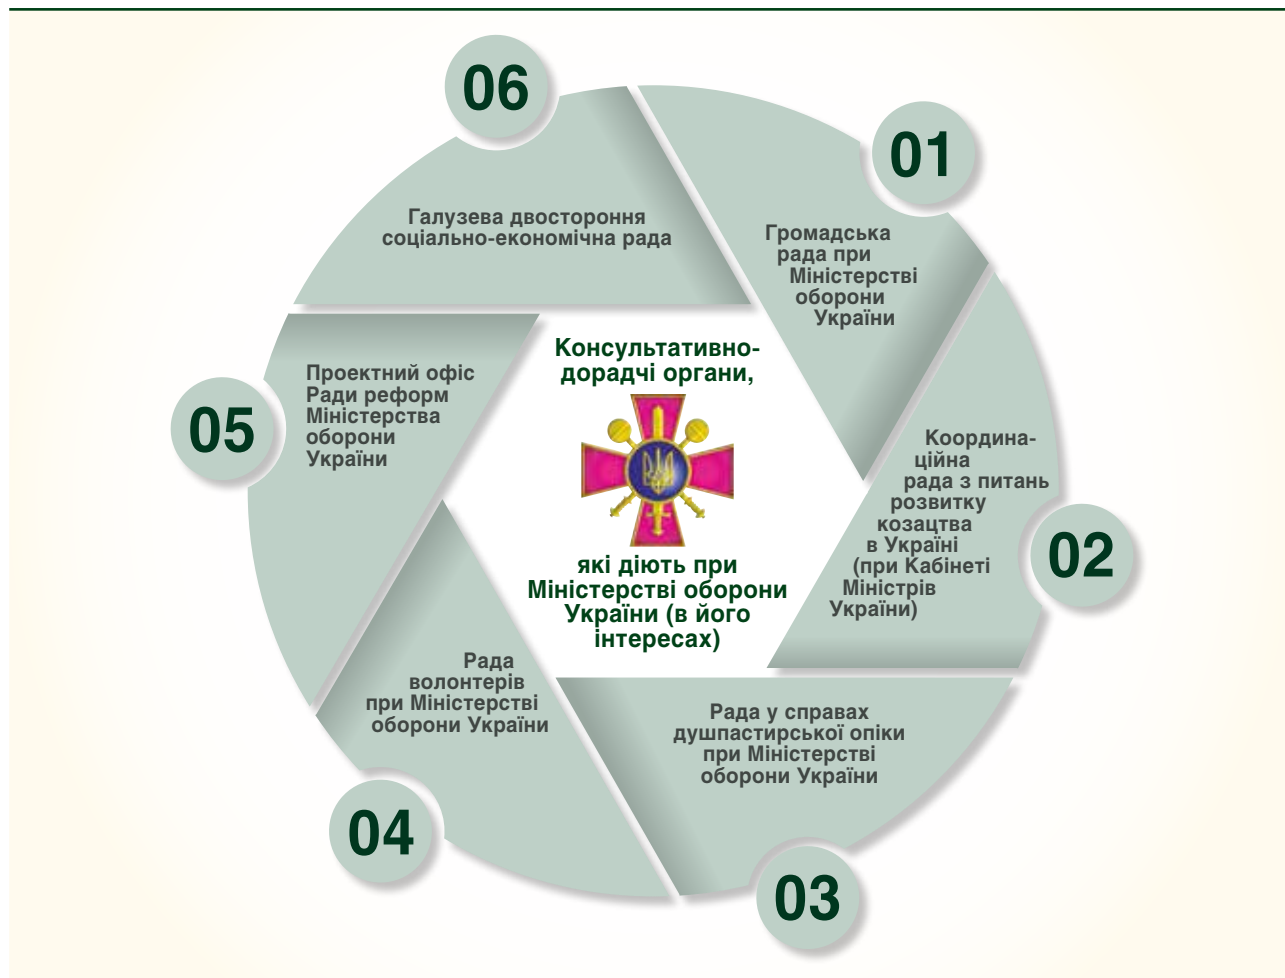 Консультативно-
дорадчі органи,
які діють при
Міністерстві оборони
України (в його
інтересах)
01
Громадська
рада при
Міністерстві
оборони
України
02
Координа-
ційна
рада з питань
розвитку
козацтва
в Україні
(при Кабінеті
Міністрів
України)
03
Рада у справах
душпастирської опіки
при Міністерстві
оборони України
04
Рада
волонтерів
при Міністерстві
оборони України
05
Проектний офіс
Ради реформ
Міністерства
оборони
України
06
Галузева двостороння
соціально-економічна рада